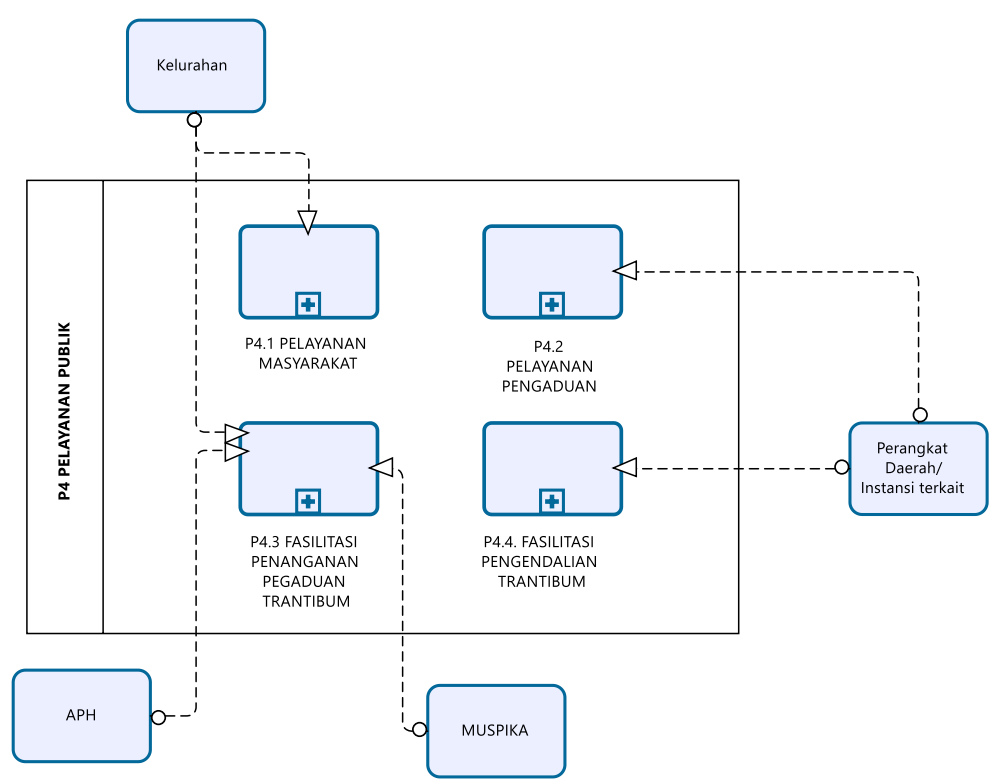 Kelurahan
P4 PELAYANAN PUBLIK
P4.1 PELAYANAN
MASYARAKAT
P4.2
PELAYANAN
PENGADUAN
Perangkat
Daerah/
Instansi terkait
P4.3 FASILITASI
PENANGANAN
PEGADUAN
TRANTIBUM
P4.4. FASILITASI
PENGENDALIAN
TRANTIBUM
APH
MUSPIKA